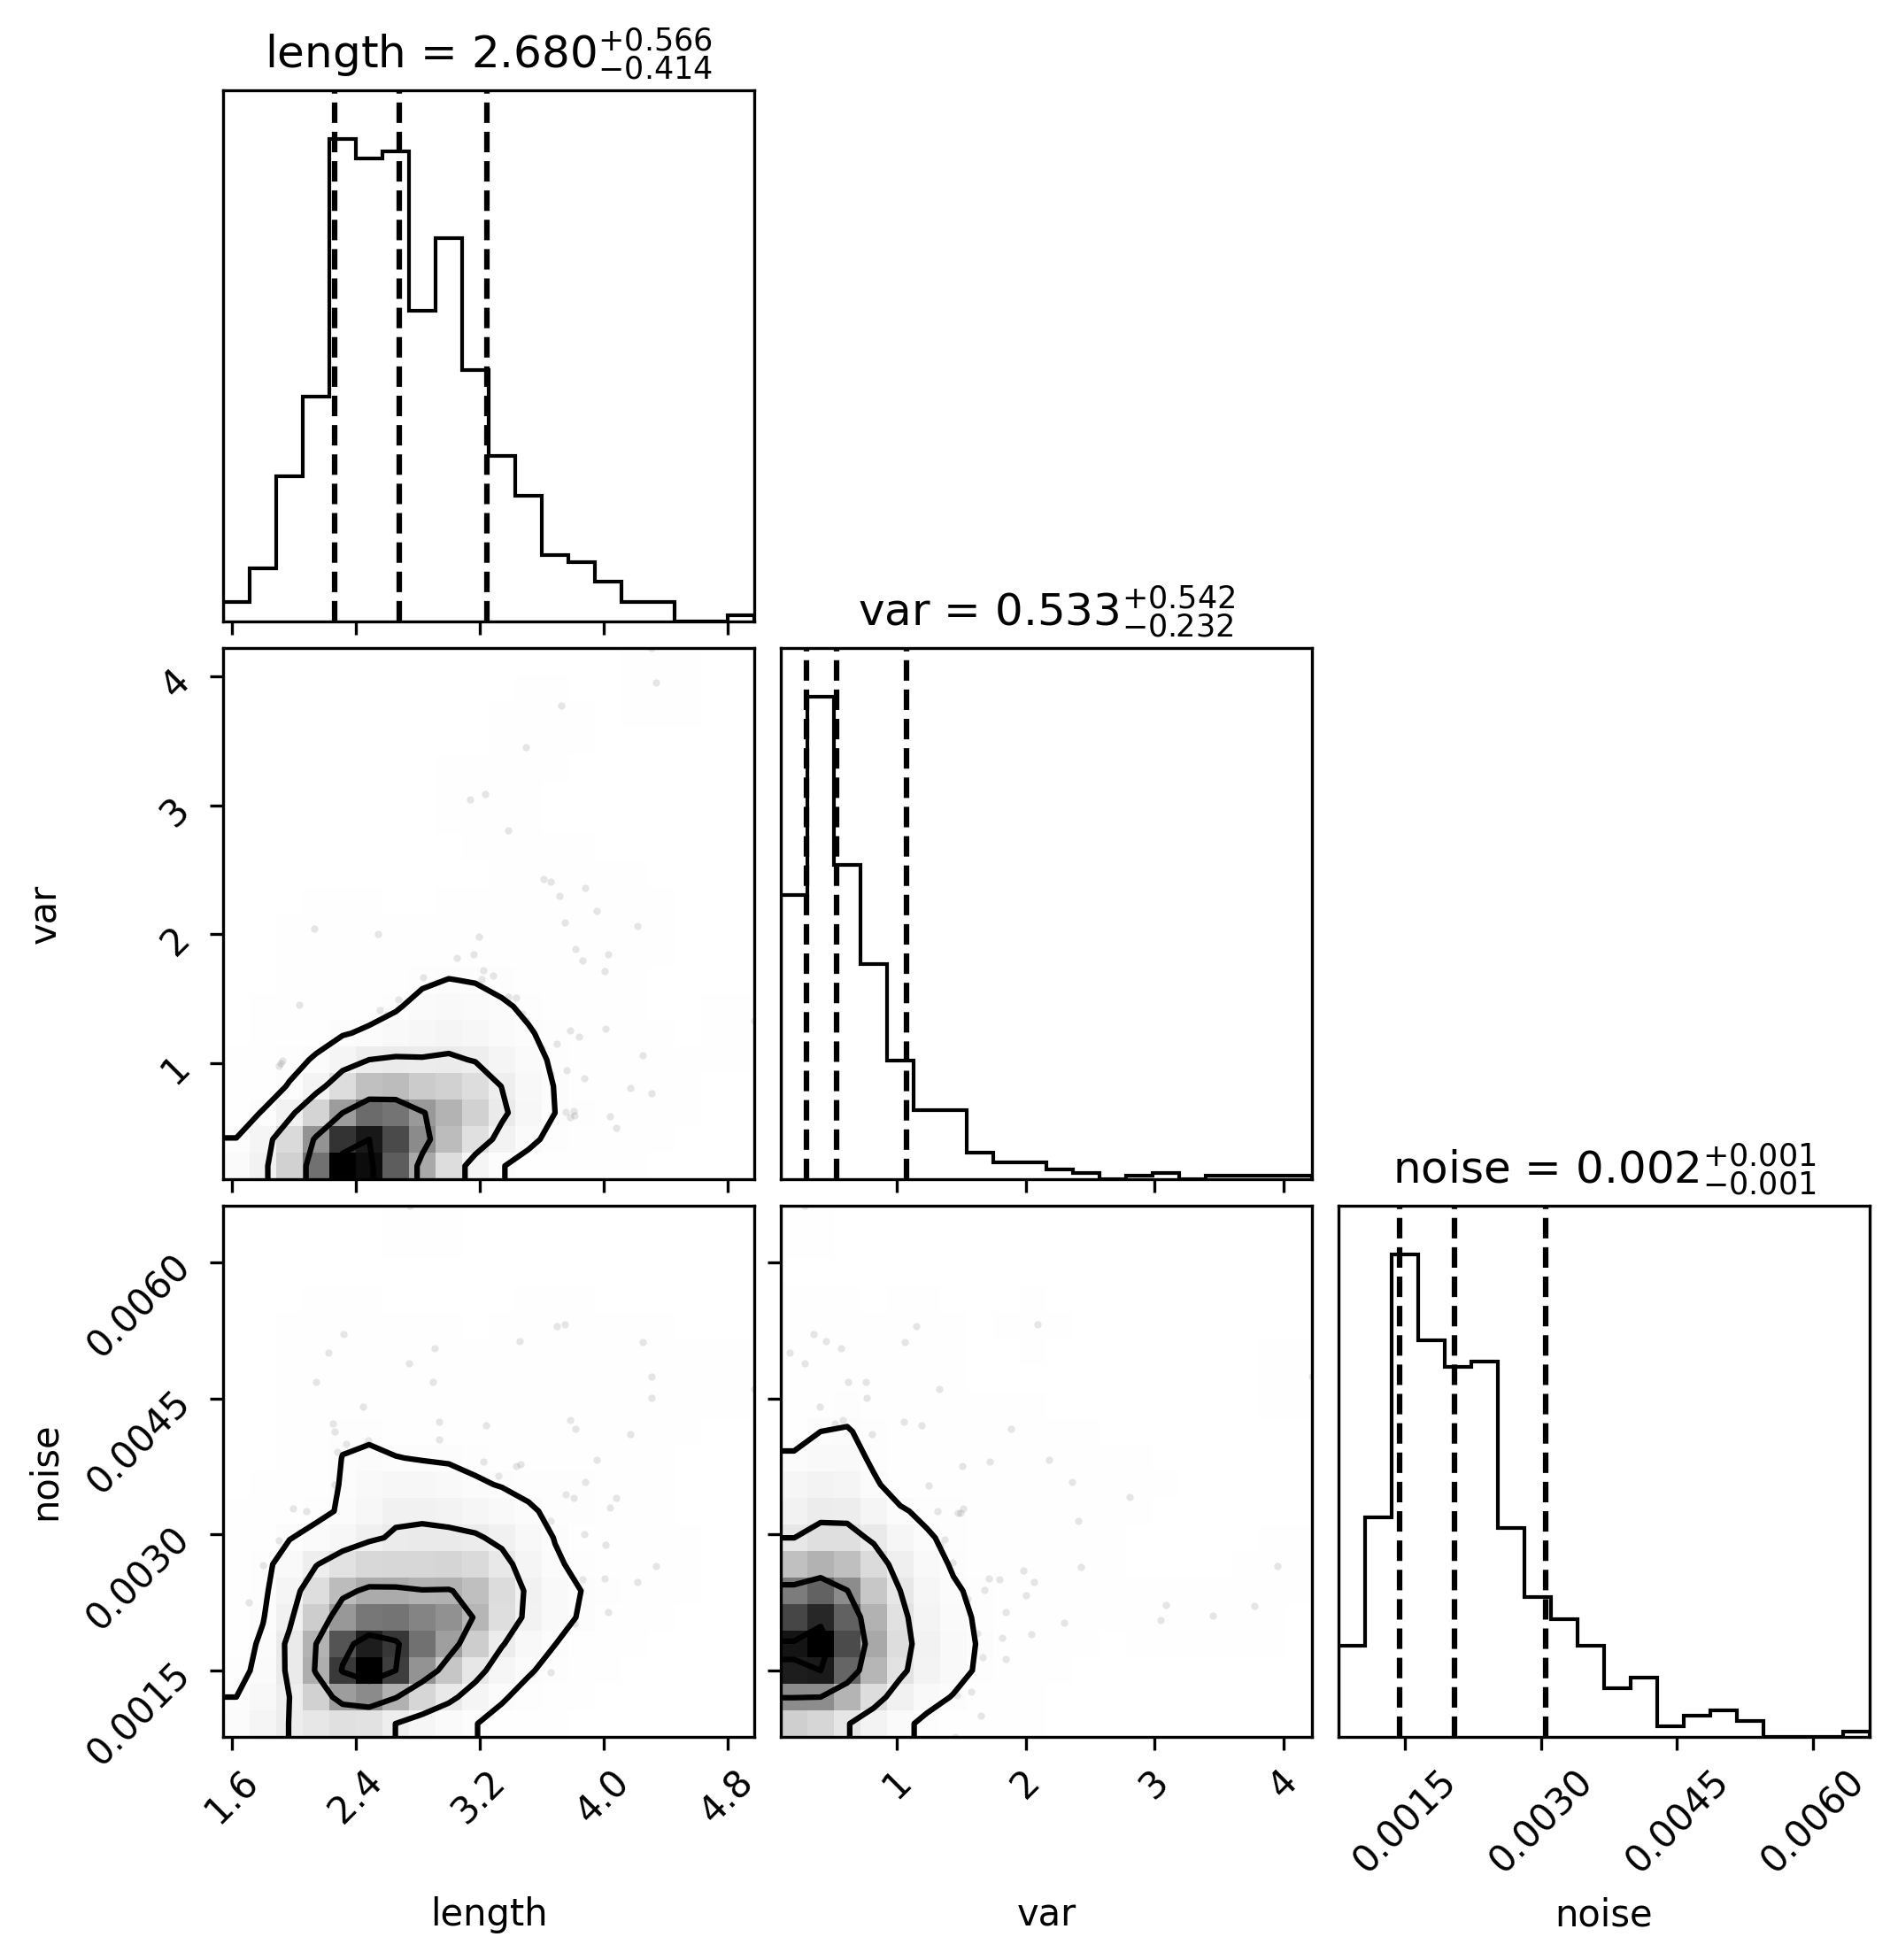 length = 2.680+0.566−0.414
var = 0.533+0.542−0.232
4
3
2
1
var
noise = 0.002+0.001−0.001
0.0060
0.0045
0.0030
0.0015
noise
1.6 2.4 3.2 4.0 4.8
1 2 3 4
0.0015 0.0030 0.0045 0.0060
length
var
noise